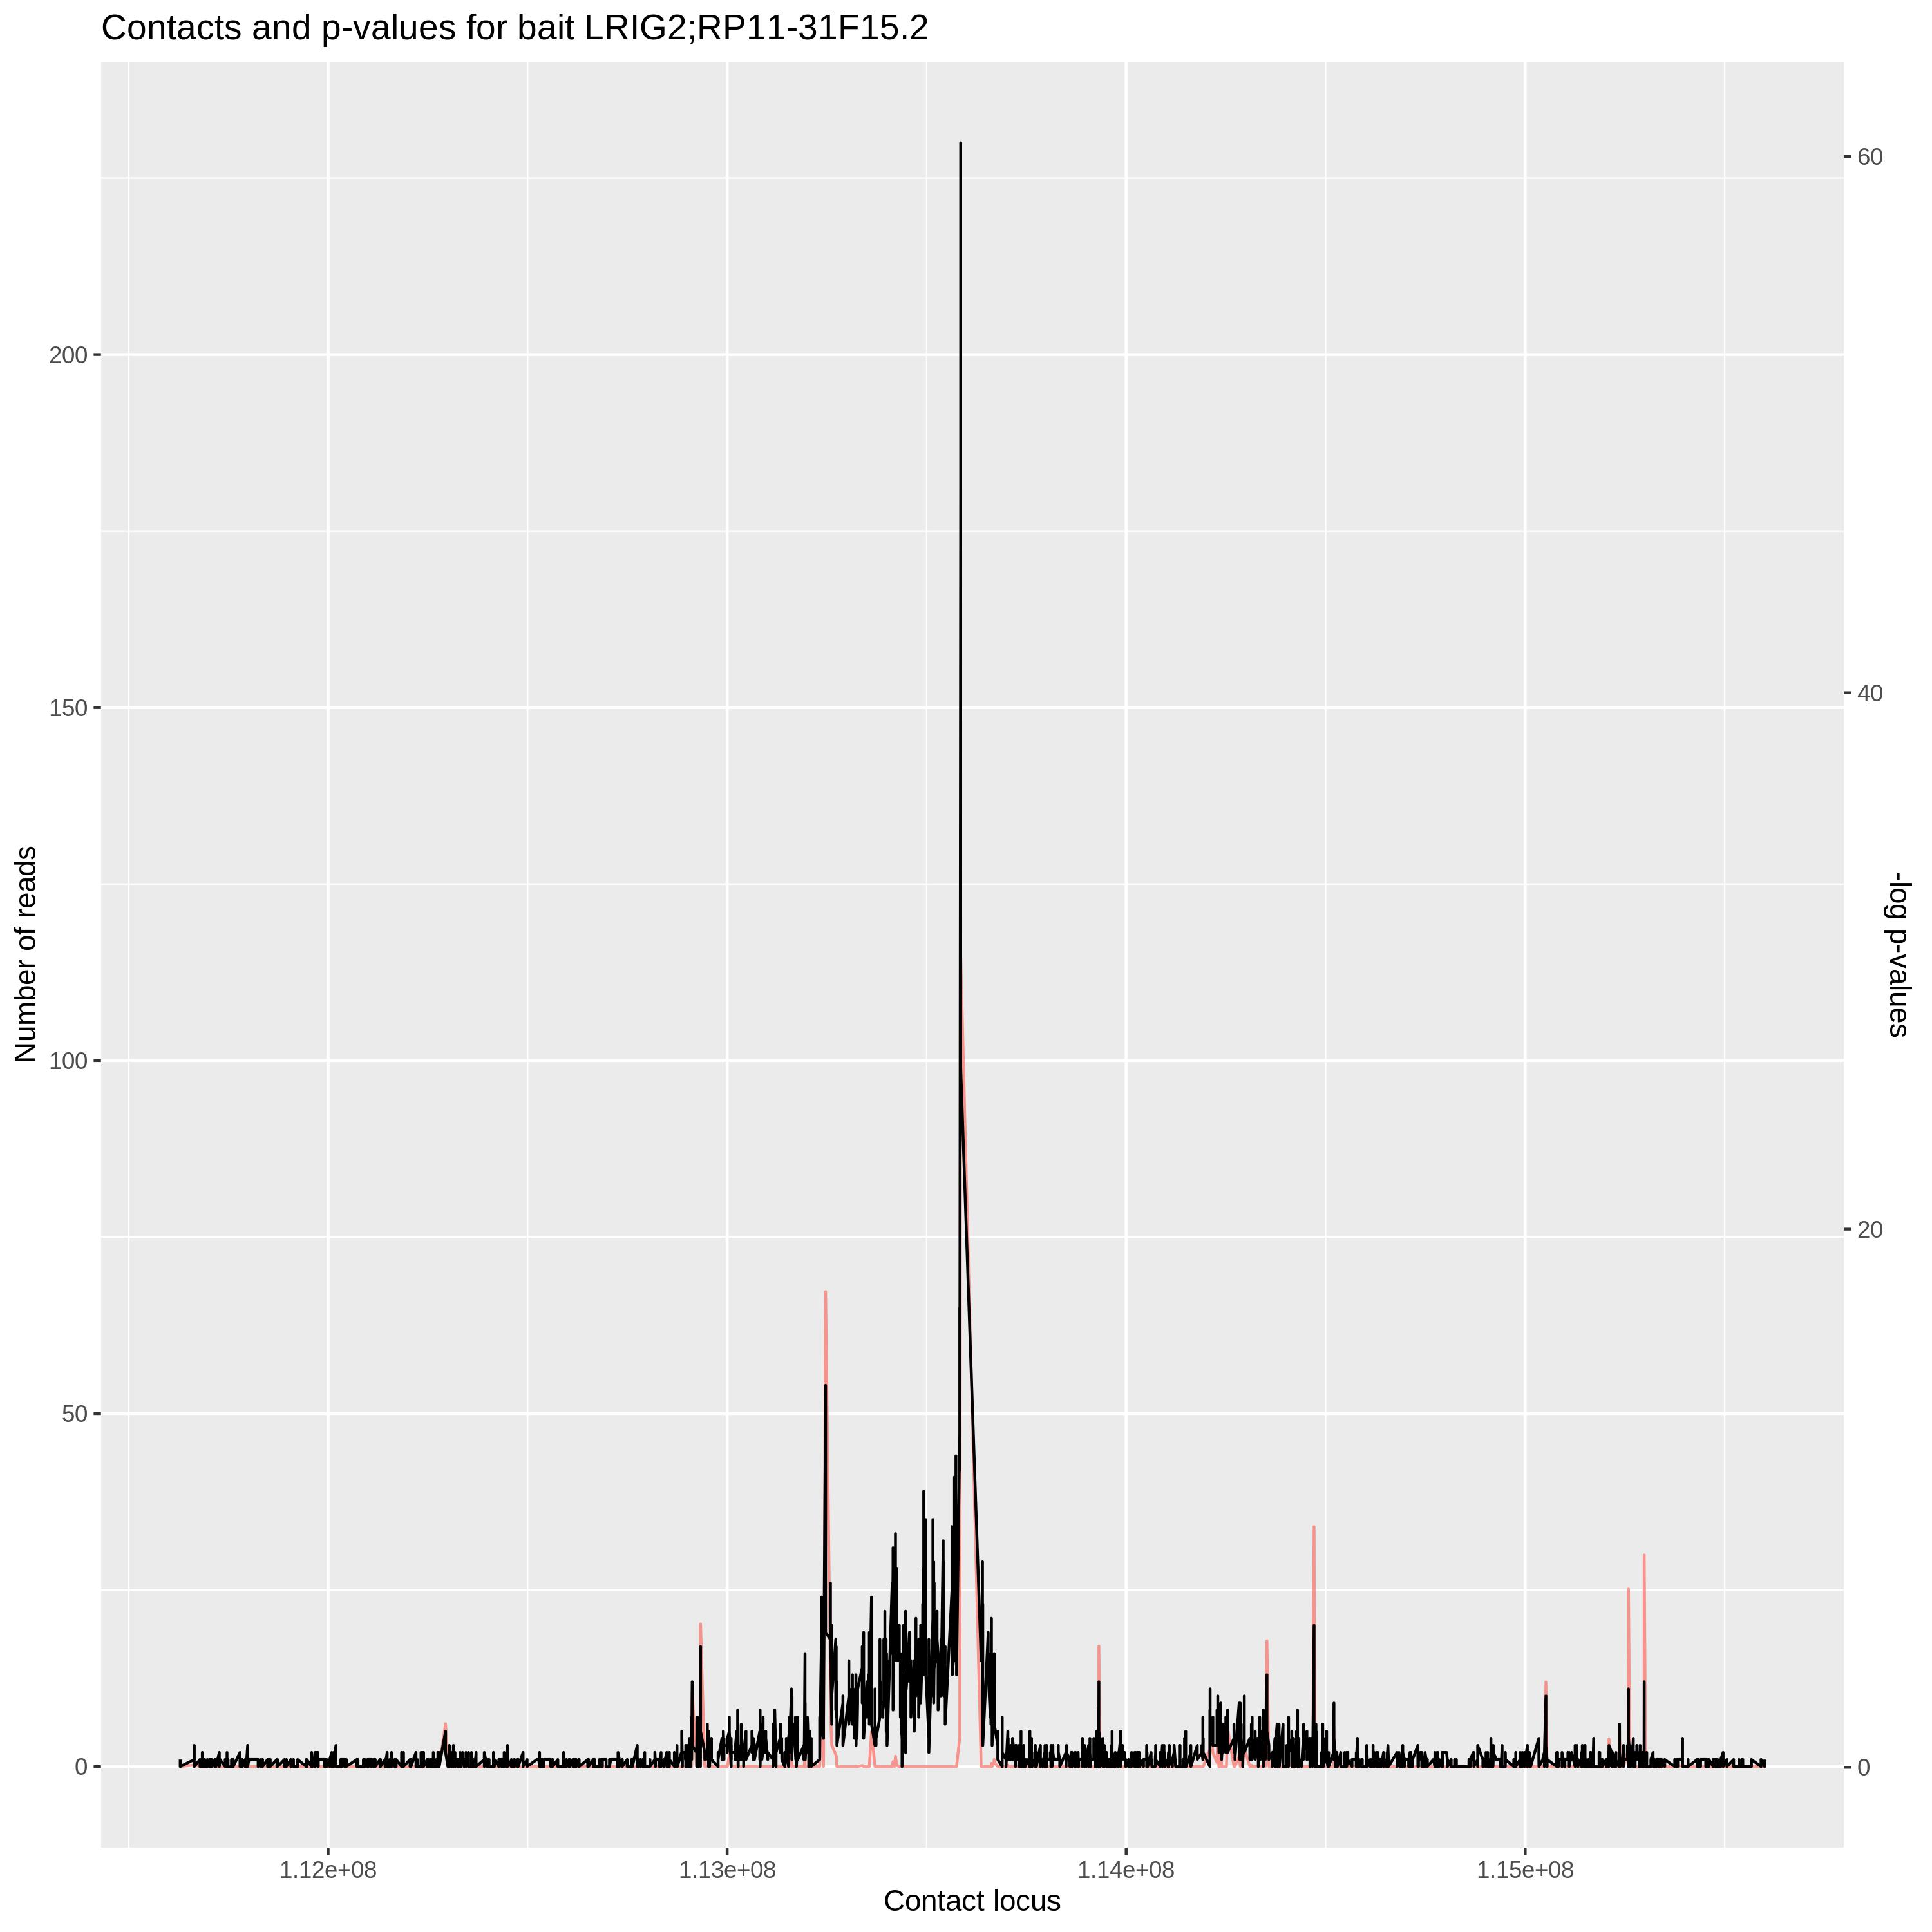 Contacts and p-values for bait LRIG2;RP11-31F15.2
Number of reads
200
150
100
50
0
60
40
20
0
-log p-values
1.12e+08
1.13e+08
1.14e+08
1.15e+08
Contact locus